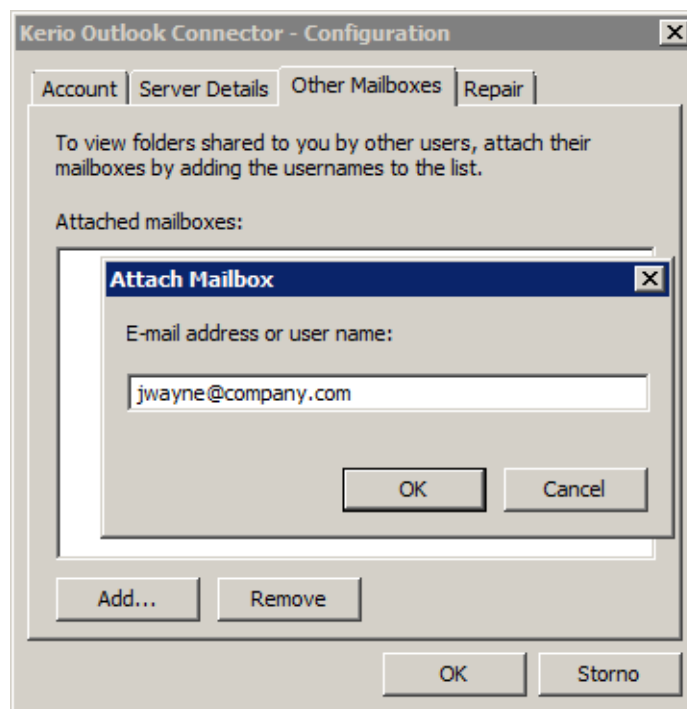 Kerio Outlook Connector - Configuration
Account Server Details Other Mailboxes Repair
To view folders shared to you by other users, attach their
mailboxes by adding the usernames to the list.
Attached mailboxes:
Attach Mailbox
E-mail address or user name:
jwayne@company.com
OK Cancel
Add... Remove
OK Storno